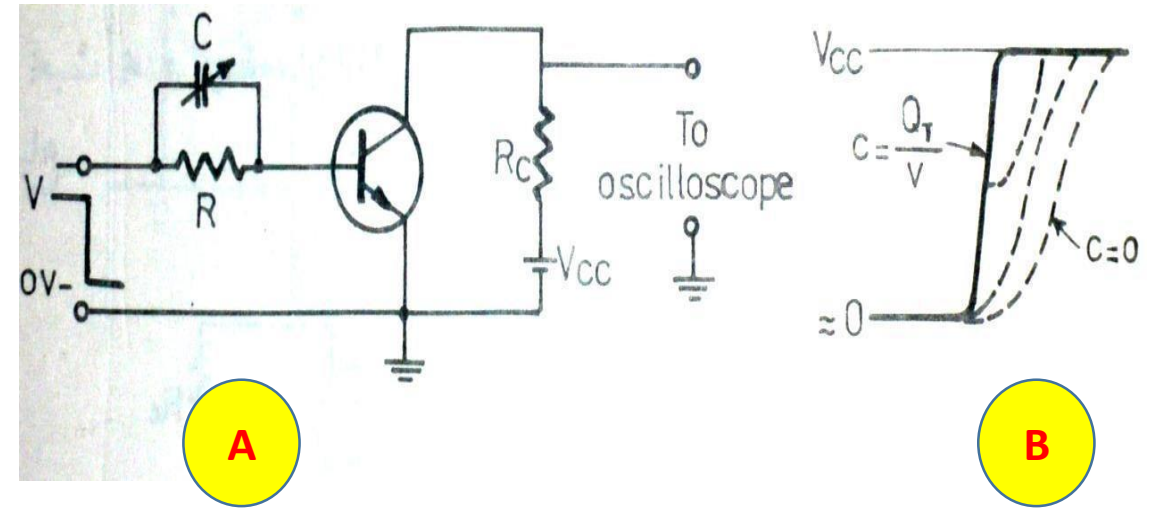 C
R
V
0V-
RC
VCC
To
oscilloscope
A
VCC
C = QT/V
C=0
≈ 0
B